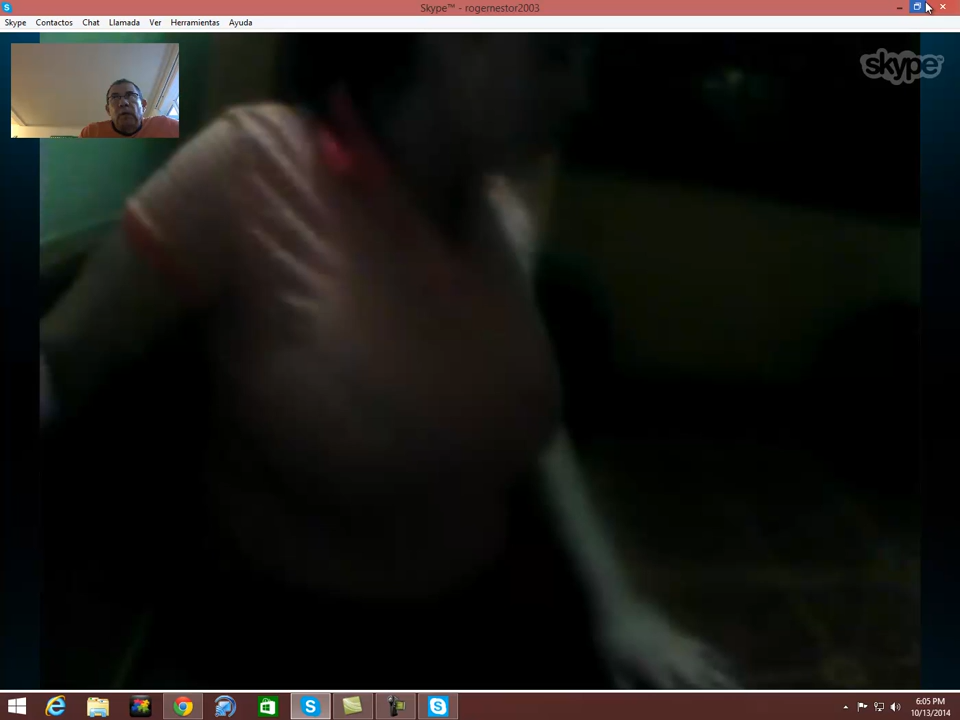 Skype™ - rogernestor2003
Skype Contactos Chat Llamada Ver Herramientas Ayuda
skype
6:05 PM
10/13/2014